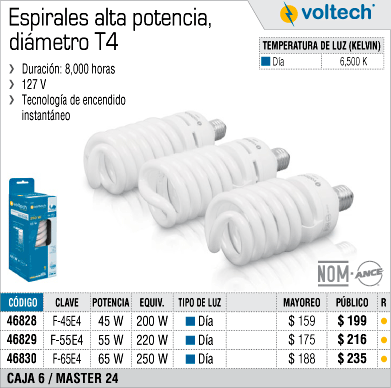 Espirales alta potencia,
diámetro T4
voltech®
Duración: 8,000 horas
127 V
Tecnología de encendido
instantáneo
TEMPERATURA DE LUZ (KELVIN)
Día 6,500 K
voltech
NOM-ANCE
CÓDIGO CLAVE POTENCIA EQUIV. TIPO DE LUZ MAYOREO PÚBLICO R
46828 F-45E4 45 W 200 W Día $ 159 $ 199
46829 F-55E4 55 W 220 W Día $ 175 $ 216
46830 F-65E4 65 W 250 W Día $ 188 $ 235
CAJA 6 / MASTER 24